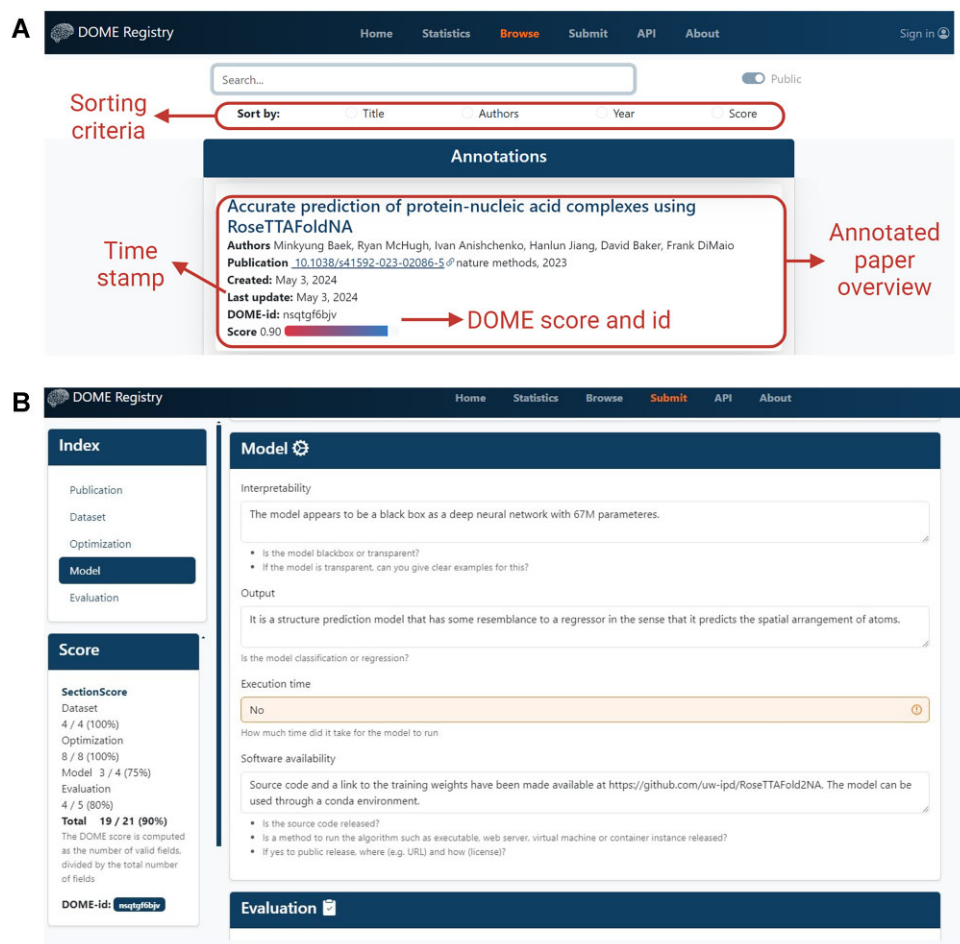 A
DOME Registry
Home Statistics Browse Submit API About
Sign in
Search...
Public
Sorting
criteria
Sort by: Title Authors Year Score
Annotations
Accurate prediction of protein-nucleic acid complexes using
RoseTTAFoldNA
Authors Minkyung Baek, Ryan McHugh, Ivan Anishchenko, Hanlun Jiang, David Baker, Frank DiMaio
Publication 10.1038/s41592-023-02086-5 nature methods, 2023
Created: May 3, 2024
Last update: May 3, 2024
DOME-id: nsqtgf6bjv
Score 0.90
Time
stamp
DOME score and id
Annotated
paper
overview
B
DOME Registry
Home Statistics Browse Submit API About
Index
Publication
Dataset
Optimization
Model
Evaluation
Score
SectionScore
Dataset
4 / 4 (100%)
Optimization
8 / 8 (100%)
Model 3 / 4 (75%)
Evaluation
4 / 5 (80%)
Total 19 / 21 (90%)
The DOME score is computed
as the number of valid fields,
divided by the total number
of fields
DOME-id: nsqtgf6bjv
Model
Interpretability
The model appears to be a black box as a deep neural network with 67M parameteres.
• Is the model blackbox or transparent?
• If the model is transparent, can you give clear examples for this?
Output
It is a structure prediction model that has some resemblance to a regressor in the sense that it predicts the spatial arrangement of atoms.
Is the model classification or regression?
Execution time
No
How much time did it take for the model to run
Software availability
Source code and a link to the training weights have been made available at https://github.com/uw-ipd/RoseTTAFold2NA. The model can be
used through a conda environment.
• Is the source code released?
• Is a method to run the algorithm such as executable, web server, virtual machine or container instance released?
• If yes to public release, where (e.g. URL) and how (license)?
Evaluation